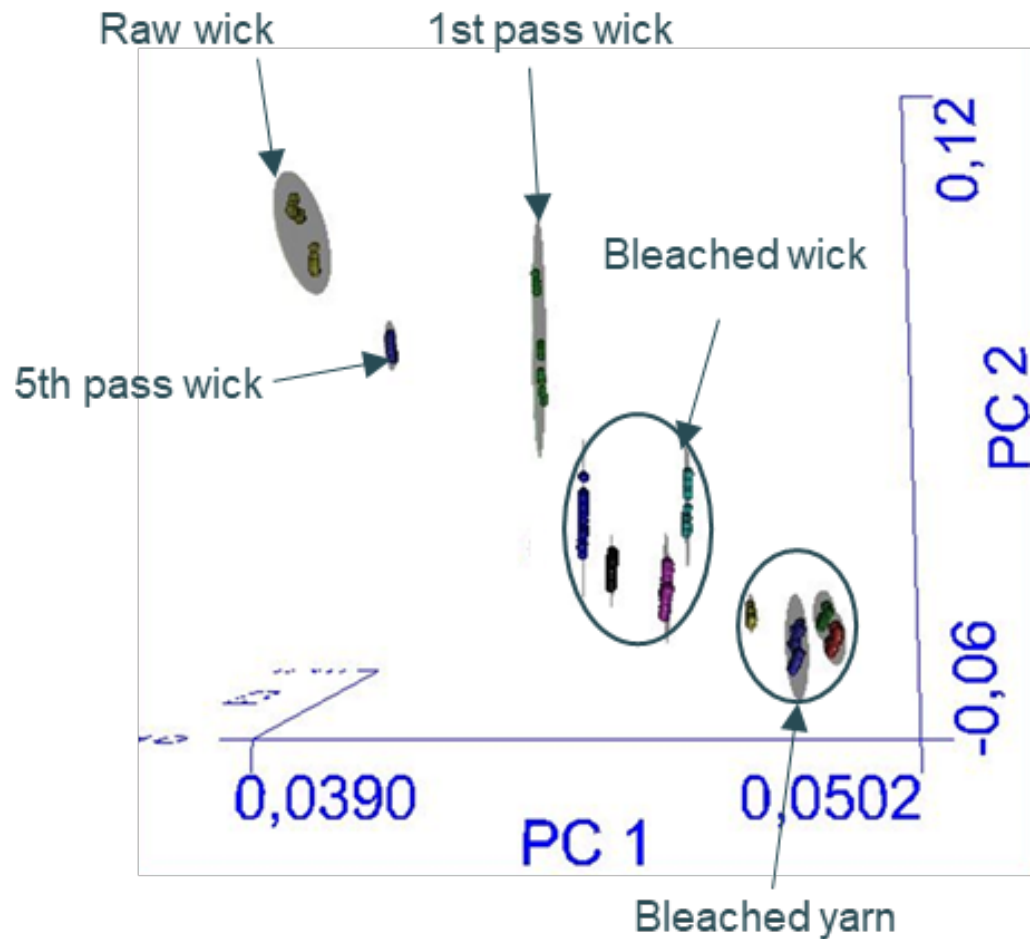 Raw wick
1st pass wick
0,12
Bleached wick
PC 2
5th pass wick
-0,06
0,0390
0,0502
PC 1
Bleached yarn